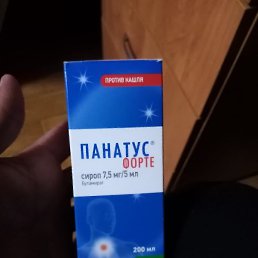 ПРОТИВ КАШЛЯ
ПАНАТУС®
ФОРТЕ
сироп 7,5 мг/5 мл
Бутамират
200 мл